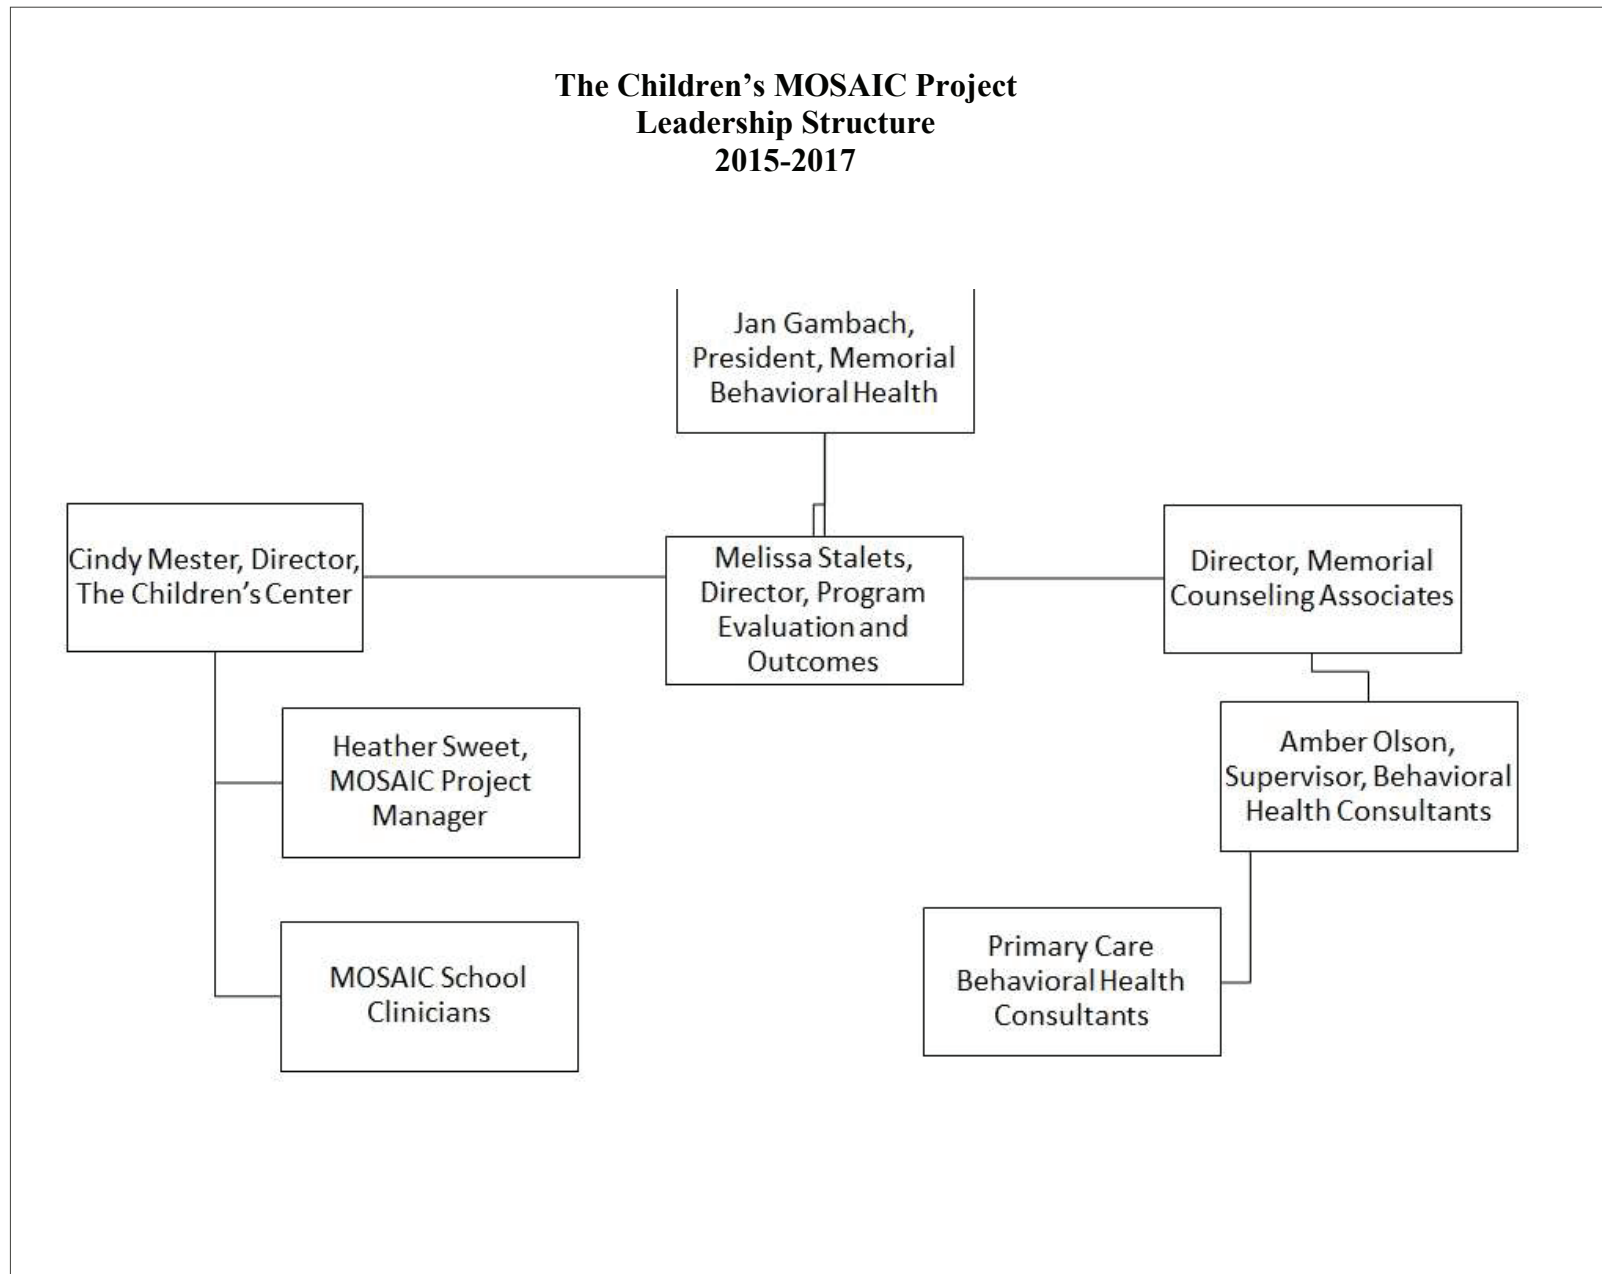 The Children’s MOSAIC Project
Leadership Structure
2015-2017
Jan Gambach,
President, Memorial
Behavioral Health
Cindy Mester, Director,
The Children’s Center
Melissa Stalets,
Director, Program
Evaluation and
Outcomes
Director, Memorial
Counseling Associates
Heather Sweet,
MOSAIC Project
Manager
Amber Olson,
Supervisor, Behavioral
Health Consultants
MOSAIC School
Clinicians
Primary Care
Behavioral Health
Consultants